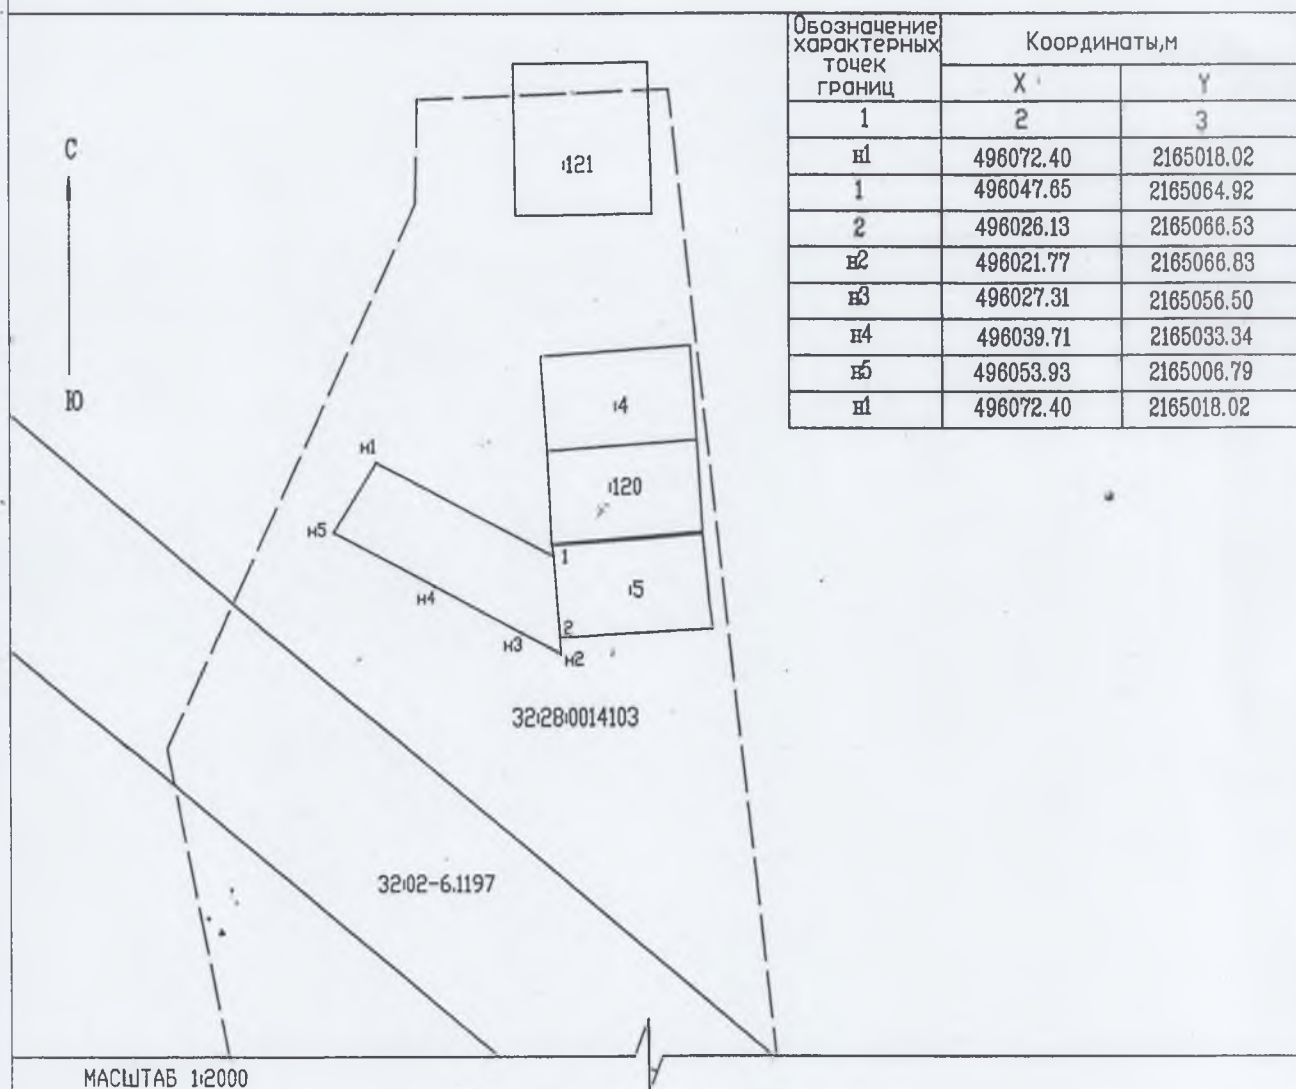 Обозначение характерных точек границ Координаты,м
X Y
1 2 3
н1 496072.40 2165018.02
1 496047.65 2165064.92
2 496026.13 2165066.53
н2 496021.77 2165066.83
н3 496027.31 2165056.50
н4 496039.71 2165033.34
н5 496053.93 2165006.79
н1 496072.40 2165018.02
С
Ю
:121
:4
:120
:5
н1
н5
1
н4
2
н3
н2
32:28:0014103
32:02-6.1197
МАСШТАБ 1:2000